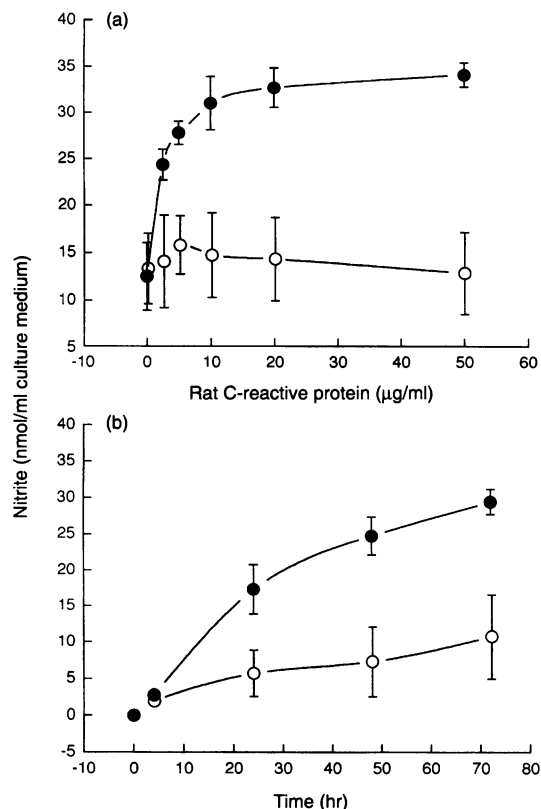 (a)
40
35
30
25
20
15
10
5
-10 0 10 20 30 40 50 60
Rat C-reactive protein (µg/ml)
Nitrite (nmol/ml culture medium)
(b)
40
35
30
25
20
15
10
5
0
-5
-10 0 10 20 30 40 50 60 70 80
Time (hr)